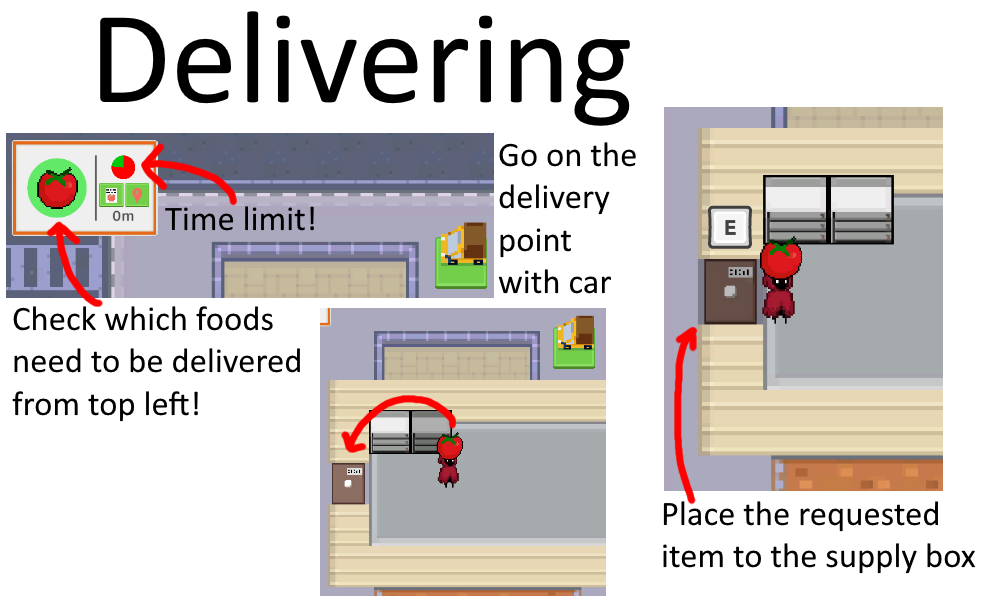 Delivering
0m
Time limit!
Go on the
delivery
point
with car
Check which foods
need to be delivered
from top left!
E
Place the requested
item to the supply box